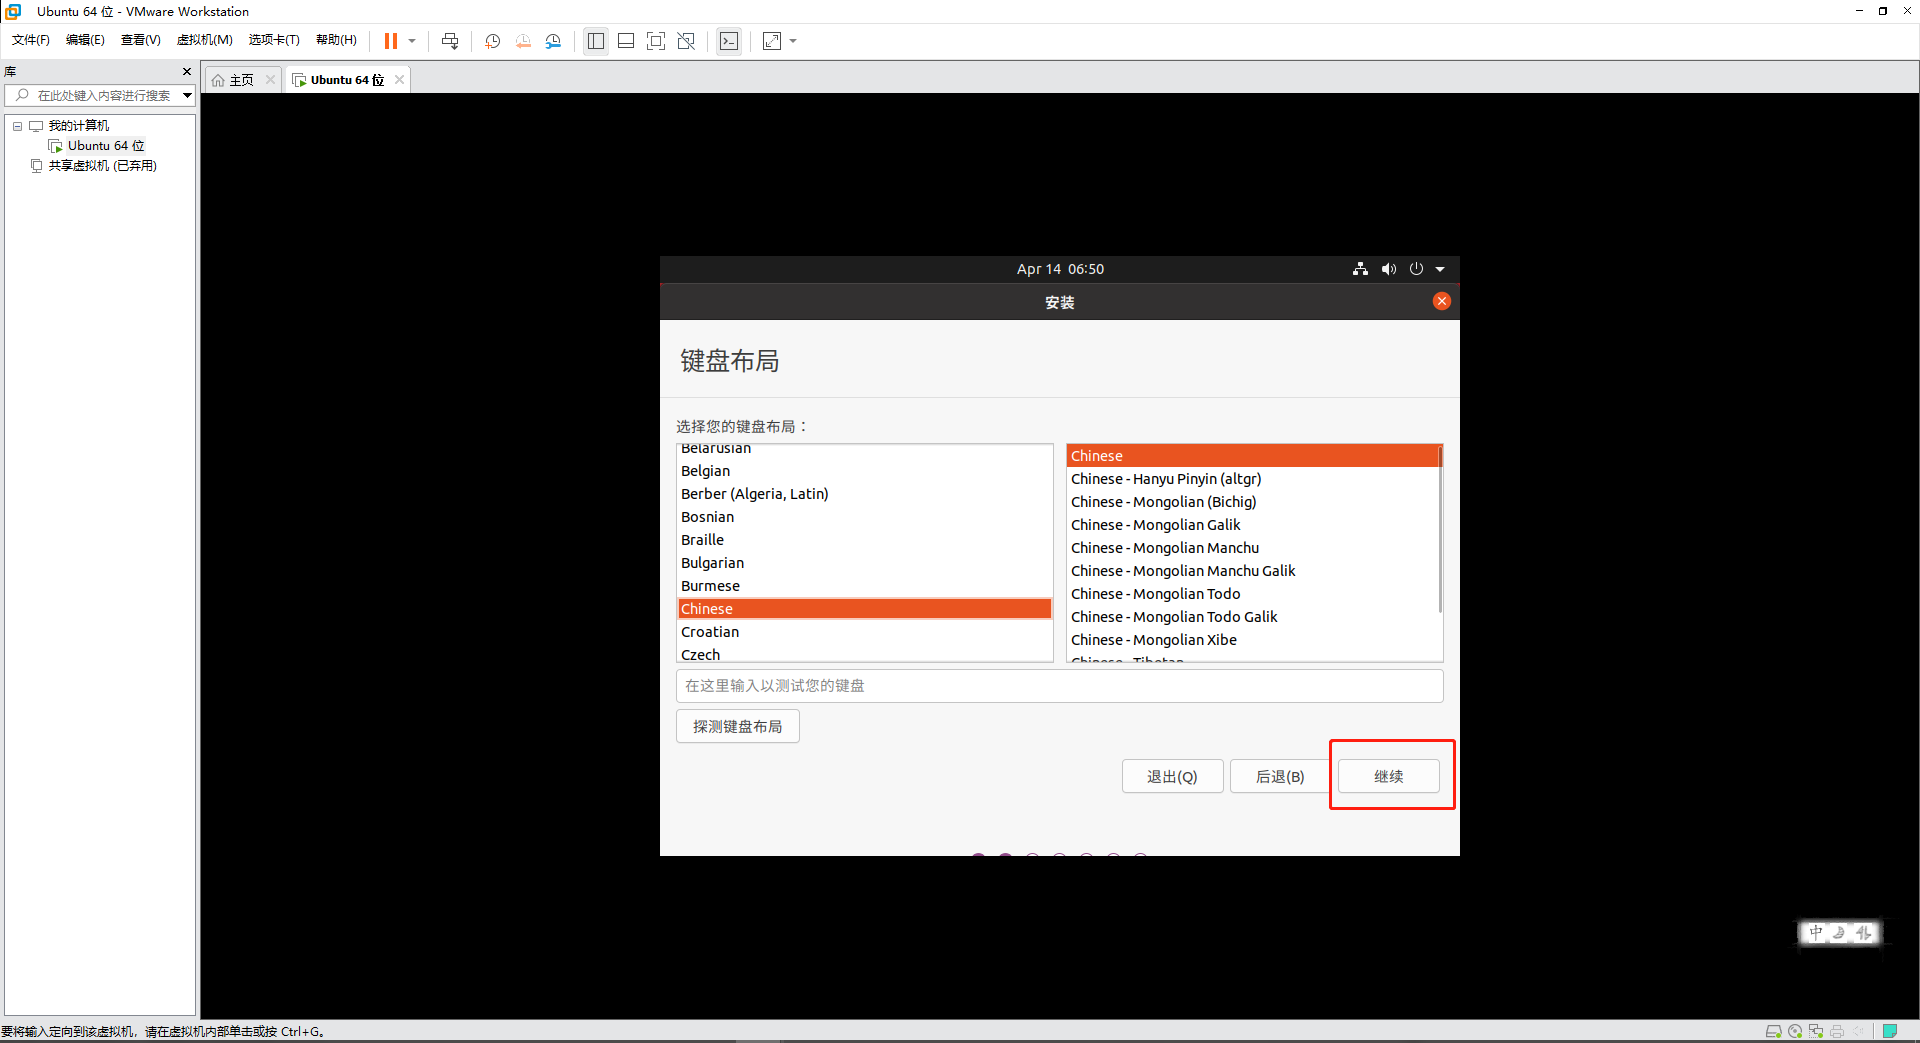 Ubuntu 64 位 - VMware Workstation
文件(F) 编辑(E) 查看(V) 虚拟机(M) 选项卡(T) 帮助(H)
库
在此处键入内容进行搜索
我的计算机
Ubuntu 64 位
共享虚拟机 (已弃用)
主页
Ubuntu 64 位
Apr 14 06:50
安装
键盘布局
选择您的键盘布局：
Belarusian
Belgian
Berber (Algeria, Latin)
Bosnian
Braille
Bulgarian
Burmese
Chinese
Croatian
Czech
Chinese
Chinese - Hanyu Pinyin (altgr)
Chinese - Mongolian (Bichig)
Chinese - Mongolian Galik
Chinese - Mongolian Manchu
Chinese - Mongolian Manchu Galik
Chinese - Mongolian Todo
Chinese - Mongolian Todo Galik
Chinese - Mongolian Xibe
Chinese - Tibetan
在这里输入以测试您的键盘
探测键盘布局
退出(Q) 后退(B) 继续
中
要将输入定向到该虚拟机，请在虚拟机内部单击或按 Ctrl+G。